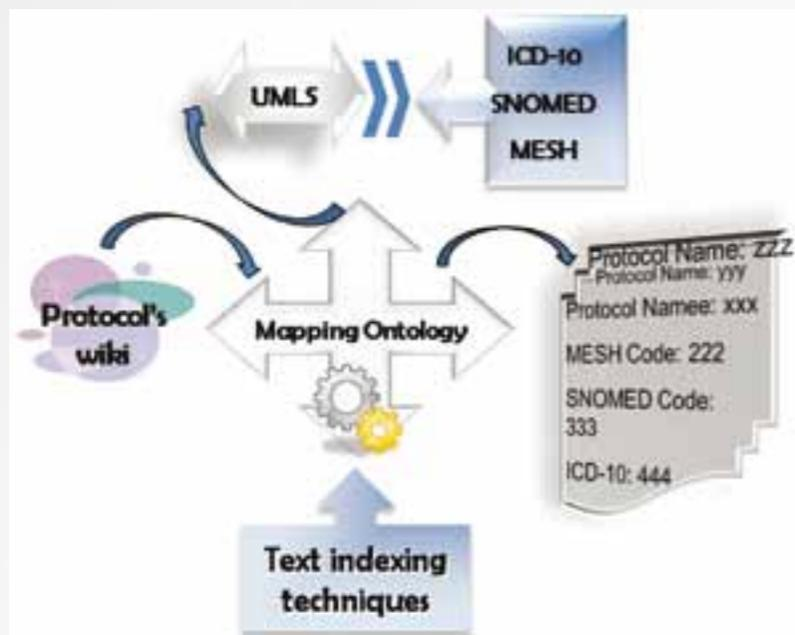 UMLS
ICD-10
SNOMED
MESH
Protocol's
wiki
Mapping Ontology
Protocol Name: zzz
Protocol Name: yyy
Protocol Namee: xxx
MESH Code: 222
SNOMED Code:
333
ICD-10: 444
Text indexing
techniques